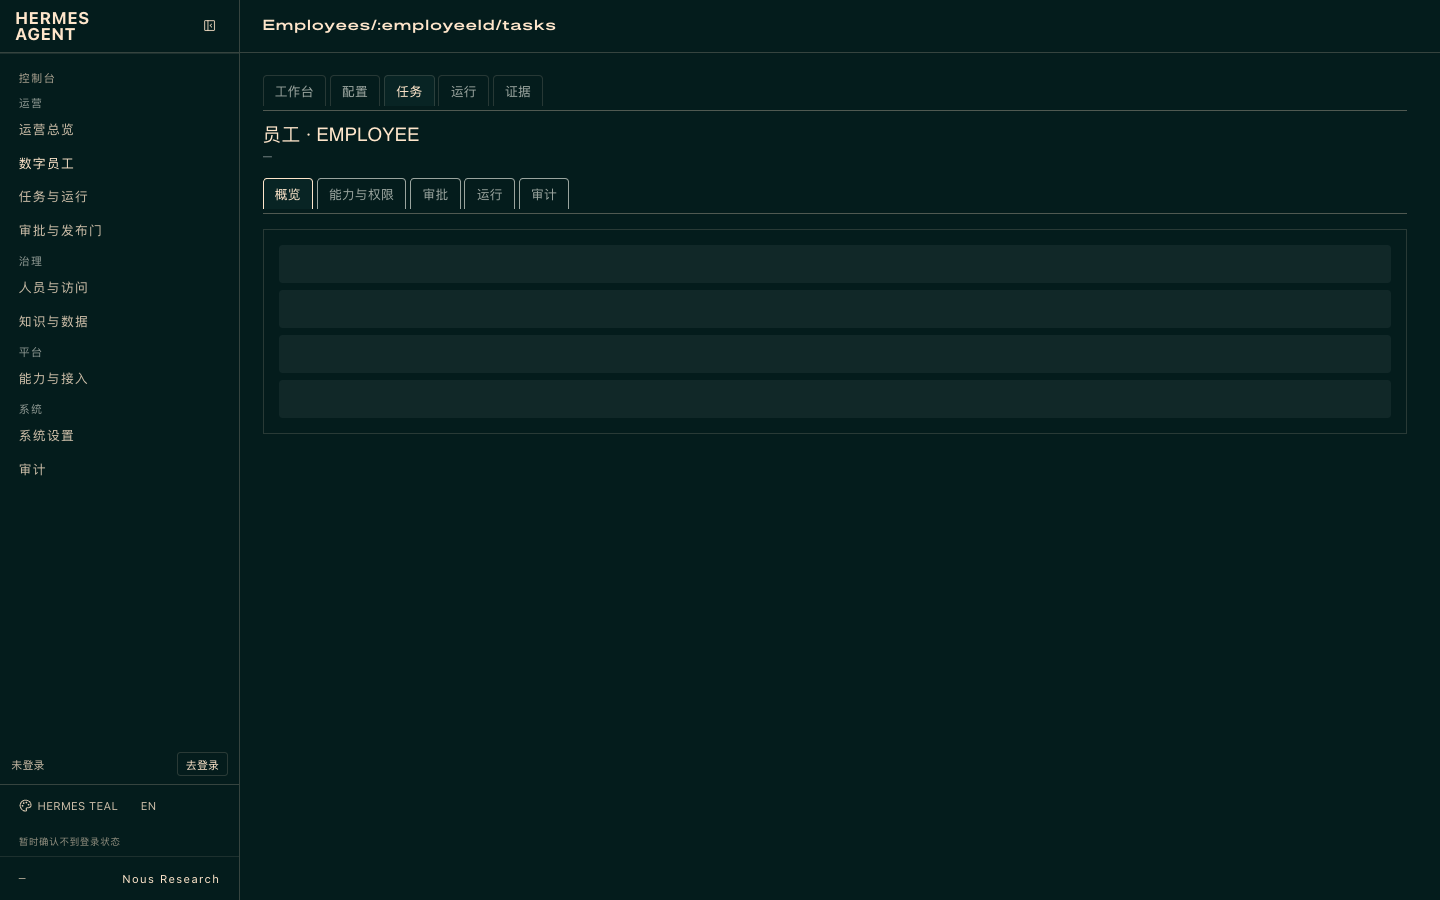 HERMES
AGENT
控制台
运营
运营总览
数字员工
任务与运行
审批与发布门
治理
人员与访问
知识与数据
平台
能力与接入
系统
系统设置
审计
未登录
去登录
HERMES TEAL EN
暂时确认不到登录状态
— Nous Research
Employees/:employeeId/tasks
工作台 配置 任务 运行 证据
员工 · EMPLOYEE
—
概览 能力与权限 审批 运行 审计